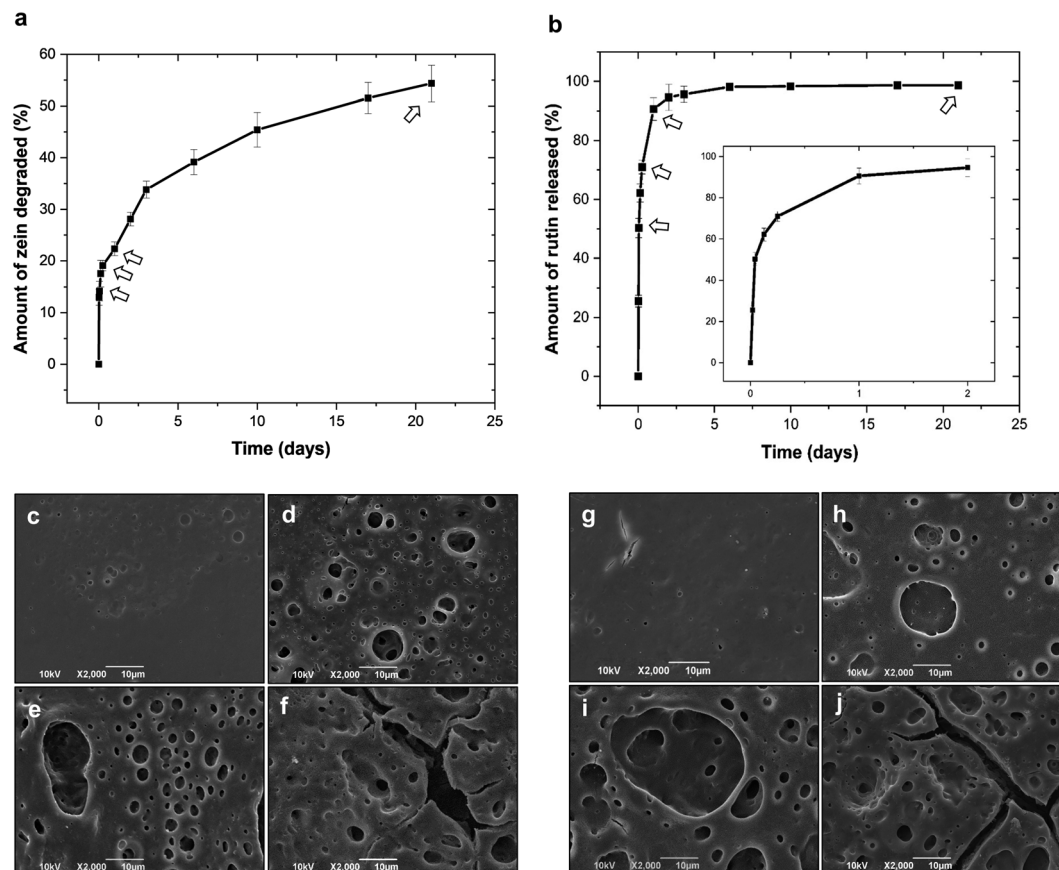 a
Amount of zein degraded (%)
60
50
40
30
20
10
0
0 5 10 15 20 25
Time (days)
b
Amount of rutin released (%)
100
80
60
40
20
0
0 5 10 15 20 25
Time (days)
100
80
60
40
20
0
0 1 2
c
10kV X2,000 10µm
d
10kV X2,000 10µm
e
10kV X2,000 10µm
f
10kV X2,000 10µm
g
10kV X2,000 10µm
h
10kV X2,000 10µm
i
10kV X2,000 10µm
j
10kV X2,000 10µm